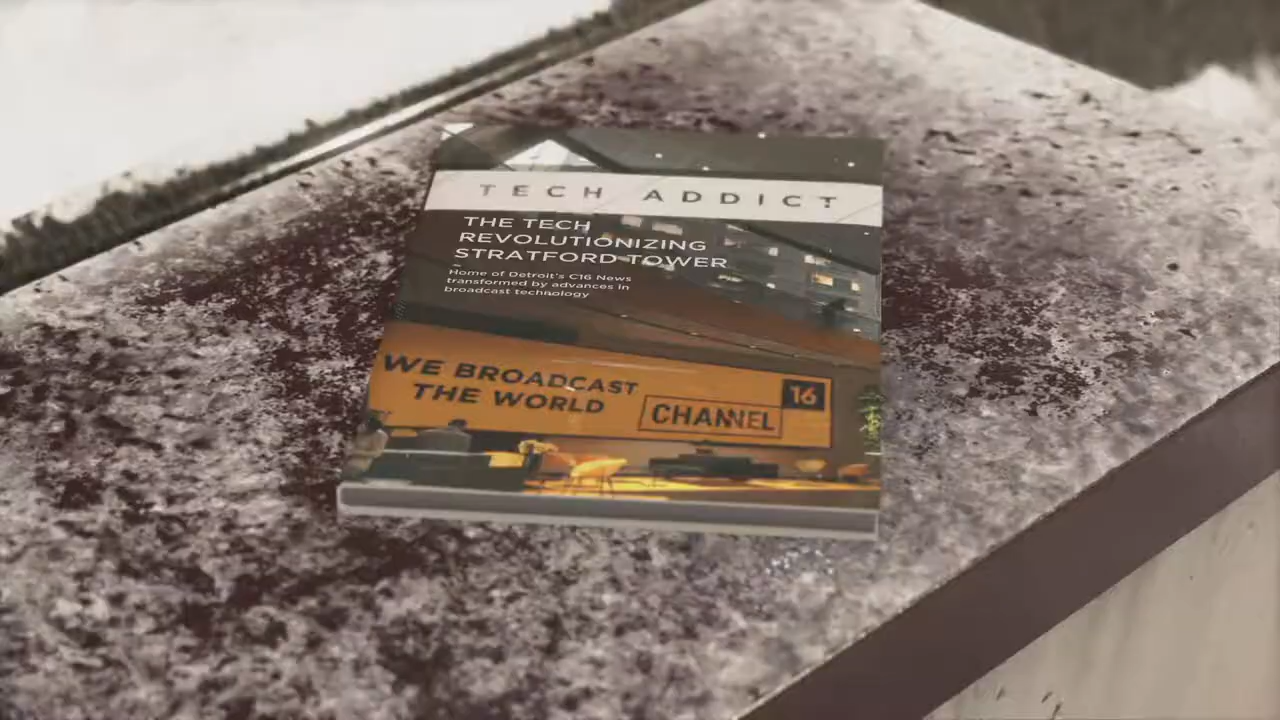 TECH ADDICT
THE TECH
REVOLUTIONIZING
STRATFORD TOWER
Home of Detroit's C16 News
transformed by advances in
broadcast technology
WE BROADCAST
THE WORLD
CHANNEL
16